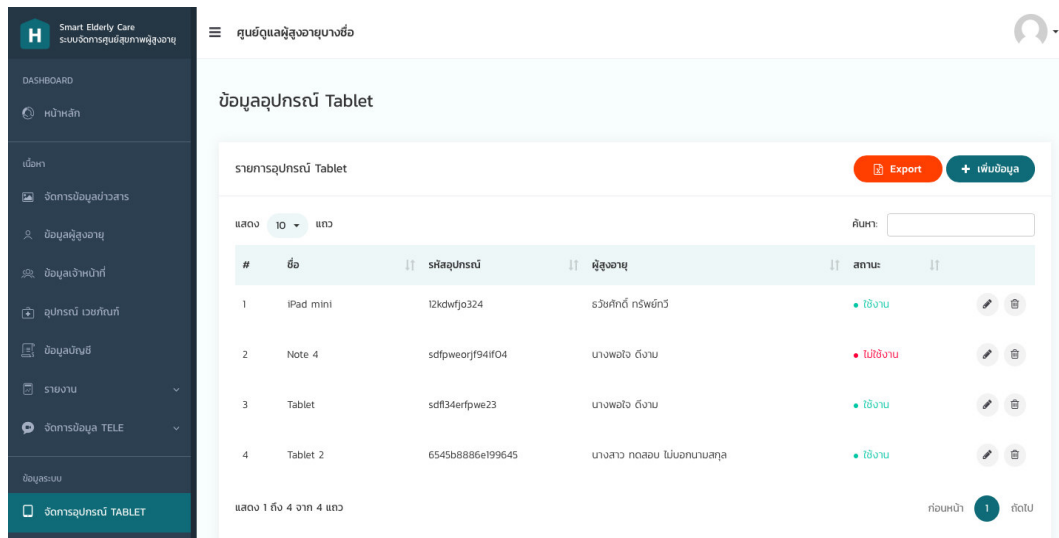 H
Smart Elderly Care
ระบบจัดการศูนย์สุขภาพผู้สูงอายุ
ศูนย์ดูแลผู้สูงอายุบางซื่อ
DASHBOARD
หน้าหลัก
เนื้อหา
จัดการข้อมูลข่าวสาร
ข้อมูลผู้สูงอายุ
ข้อมูลเจ้าหน้าที่
อุปกรณ์ เวชภัณฑ์
ข้อมูลบัญชี
รายงาน
จัดการข้อมูล TELE
ข้อมูลระบบ
จัดการอุปกรณ์ TABLET
ข้อมูลอุปกรณ์ Tablet
รายการอุปกรณ์ Tablet Export + เพิ่มข้อมูล
แสดง 10 แถว ค้นหา:
# ชื่อ รหัสอุปกรณ์ ผู้สูงอายุ สถานะ
1 iPad mini 12kdwfjo324 ธวัชศักดิ์ ทรัพย์ทวี ใช้งาน
2 Note 4 sdfpweorjf94if04 นางพอใจ ดีงาม ไม่ใช้งาน
3 Tablet sdfl34erfpwe23 นางพอใจ ดีงาม ใช้งาน
4 Tablet 2 6545b8886e199645 นางสาว ทดสอบ ไม่บอกนามสกุล ใช้งาน
แสดง 1 ถึง 4 จาก 4 แถว ก่อนหน้า 1 ถัดไป